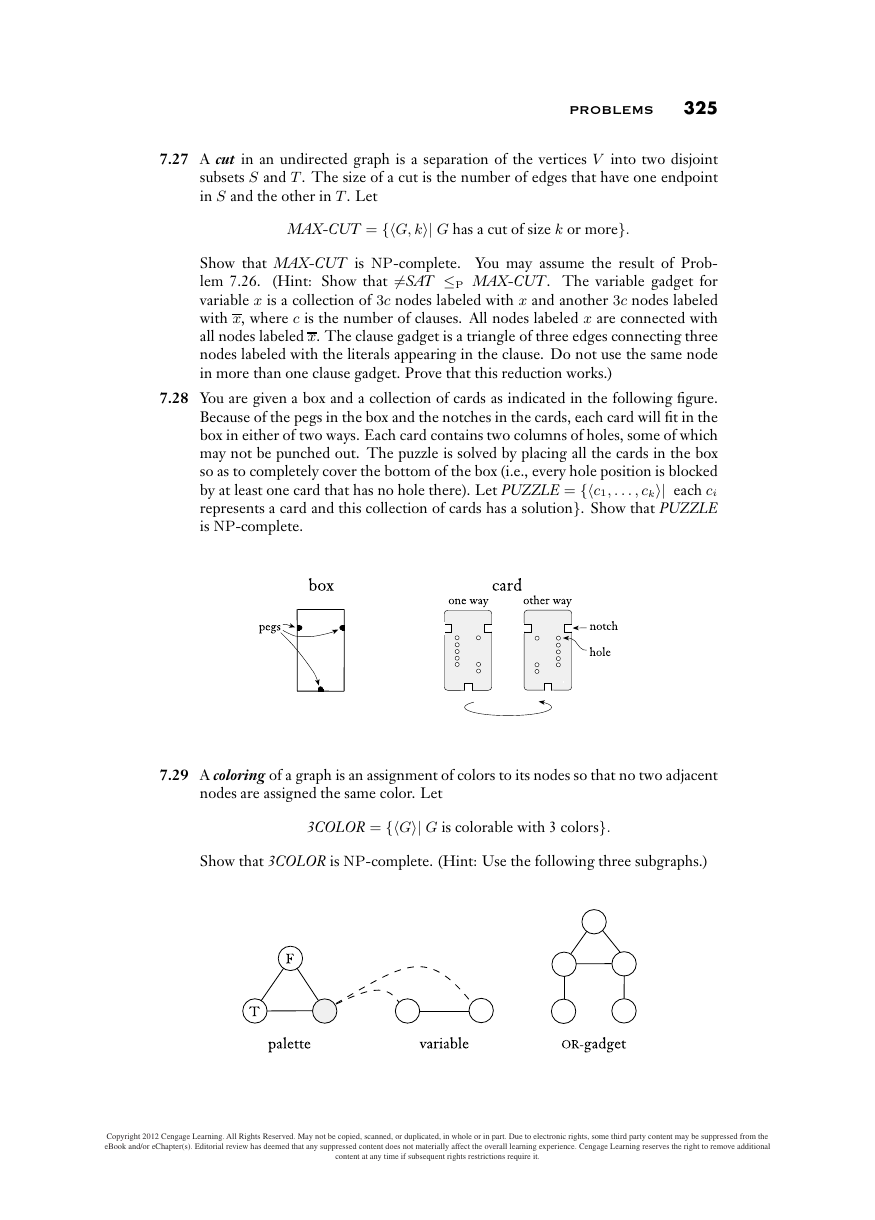 PROBLEMS 325
7.27 A cut in an undirected graph is a separation of the vertices V into two disjoint
subsets S and T. The size of a cut is the number of edges that have one endpoint
in S and the other in T. Let
MAX-CUT = {⟨G, k⟩| G has a cut of size k or more}.
Show that MAX-CUT is NP-complete. You may assume the result of Prob-
lem 7.26. (Hint: Show that ≠SAT ≤P MAX-CUT. The variable gadget for
variable x is a collection of 3c nodes labeled with x and another 3c nodes labeled
with x̅, where c is the number of clauses. All nodes labeled x are connected with
all nodes labeled x̅. The clause gadget is a triangle of three edges connecting three
nodes labeled with the literals appearing in the clause. Do not use the same node
in more than one clause gadget. Prove that this reduction works.)
7.28 You are given a box and a collection of cards as indicated in the following figure.
Because of the pegs in the box and the notches in the cards, each card will fit in the
box in either of two ways. Each card contains two columns of holes, some of which
may not be punched out. The puzzle is solved by placing all the cards in the box
so as to completely cover the bottom of the box (i.e., every hole position is blocked
by at least one card that has no hole there). Let PUZZLE = {⟨c1, . . . , ck⟩| each ci
represents a card and this collection of cards has a solution}. Show that PUZZLE
is NP-complete.
box card
one way other way
pegs notch
hole
7.29 A coloring of a graph is an assignment of colors to its nodes so that no two adjacent
nodes are assigned the same color. Let
3COLOR = {⟨G⟩| G is colorable with 3 colors}.
Show that 3COLOR is NP-complete. (Hint: Use the following three subgraphs.)
F
T
palette variable OR-gadget
Copyright 2012 Cengage Learning. All Rights Reserved. May not be copied, scanned, or duplicated, in whole or in part. Due to electronic rights, some third party content may be suppressed from the
eBook and/or eChapter(s). Editorial review has deemed that any suppressed content does not materially affect the overall learning experience. Cengage Learning reserves the right to remove additional
content at any time if subsequent rights restrictions require it.